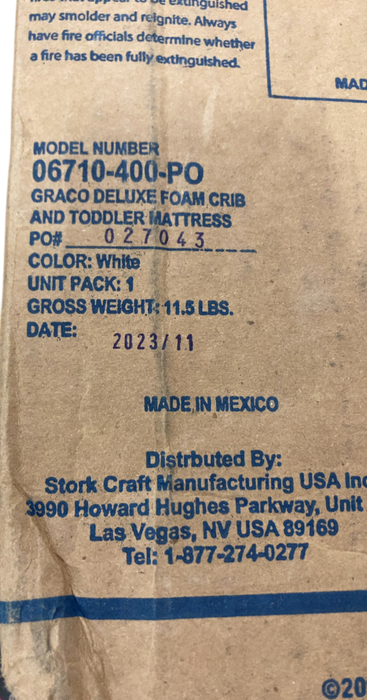 be extinguished
may smolder and reignite. Always
have fire officials determine whether
a fire has been fully extinguished.
MAD
MODEL NUMBER
06710-400-PO
GRACO DELUXE FOAM CRIB
AND TODDLER MATTRESS
PO# 027043
COLOR: White
UNIT PACK: 1
GROSS WEIGHT: 11.5 LBS.
DATE: 2023/11
MADE IN MEXICO
Distrbuted By:
Stork Craft Manufacturing USA Inc
3990 Howard Hughes Parkway, Unit
Las Vegas, NV USA 89169
Tel: 1-877-274-0277
©20